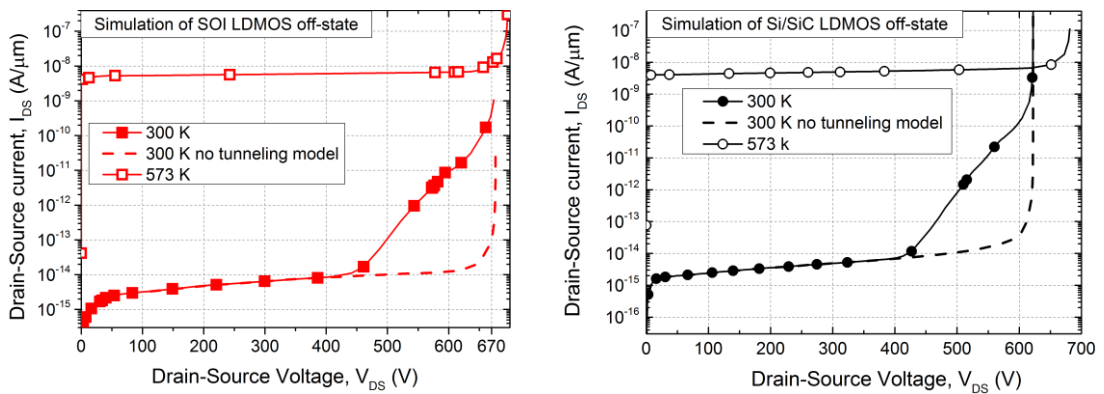 Simulation of SOI LDMOS off-state
Drain-Source current, I_DS (A/μm)
10⁻⁷
10⁻⁸
10⁻⁹
10⁻¹⁰
10⁻¹¹
10⁻¹²
10⁻¹³
10⁻¹⁴
10⁻¹⁵
300 K
300 K no tunneling model
573 K
0 100 200 300 400 500 600 670
Drain-Source Voltage, V_DS (V)
Simulation of Si/SiC LDMOS off-state
Drain-Source current, I_DS (A/μm)
10⁻⁷
10⁻⁸
10⁻⁹
10⁻¹⁰
10⁻¹¹
10⁻¹²
10⁻¹³
10⁻¹⁴
10⁻¹⁵
10⁻¹⁶
300 K
300 K no tunneling model
573 k
0 100 200 300 400 500 600 700
Drain-Source Voltage, V_DS (V)